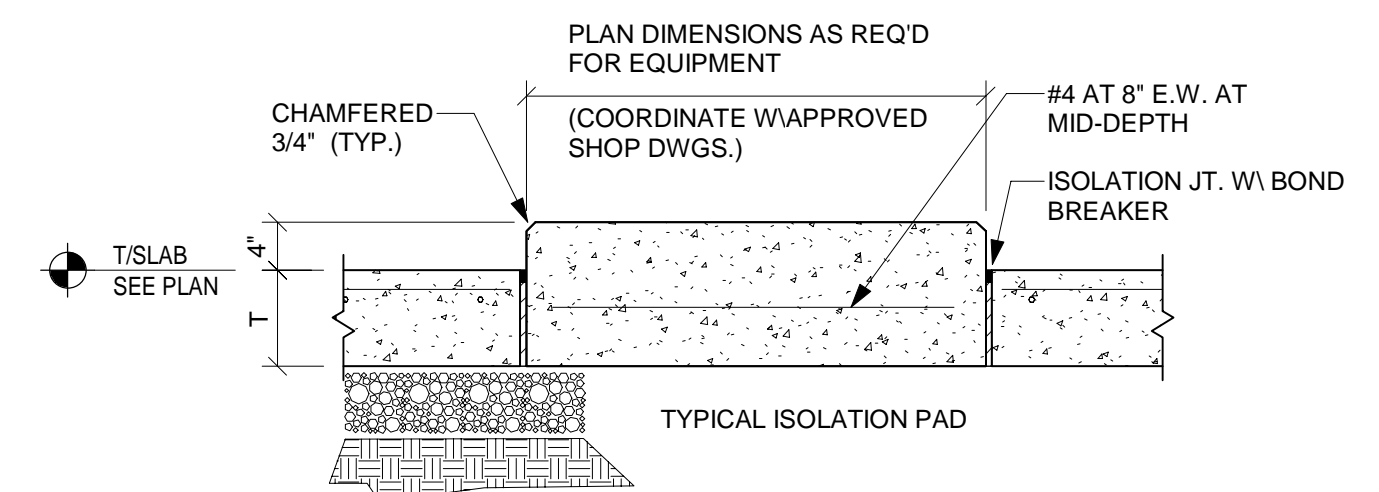 PLAN DIMENSIONS AS REQ'D
FOR EQUIPMENT
(COORDINATE W\APPROVED
SHOP DWGS.)
CHAMFERED
3/4" (TYP.)
#4 AT 8" E.W. AT
MID-DEPTH
ISOLATION JT. W\ BOND
BREAKER
4"
T/SLAB
SEE PLAN
T
TYPICAL ISOLATION PAD